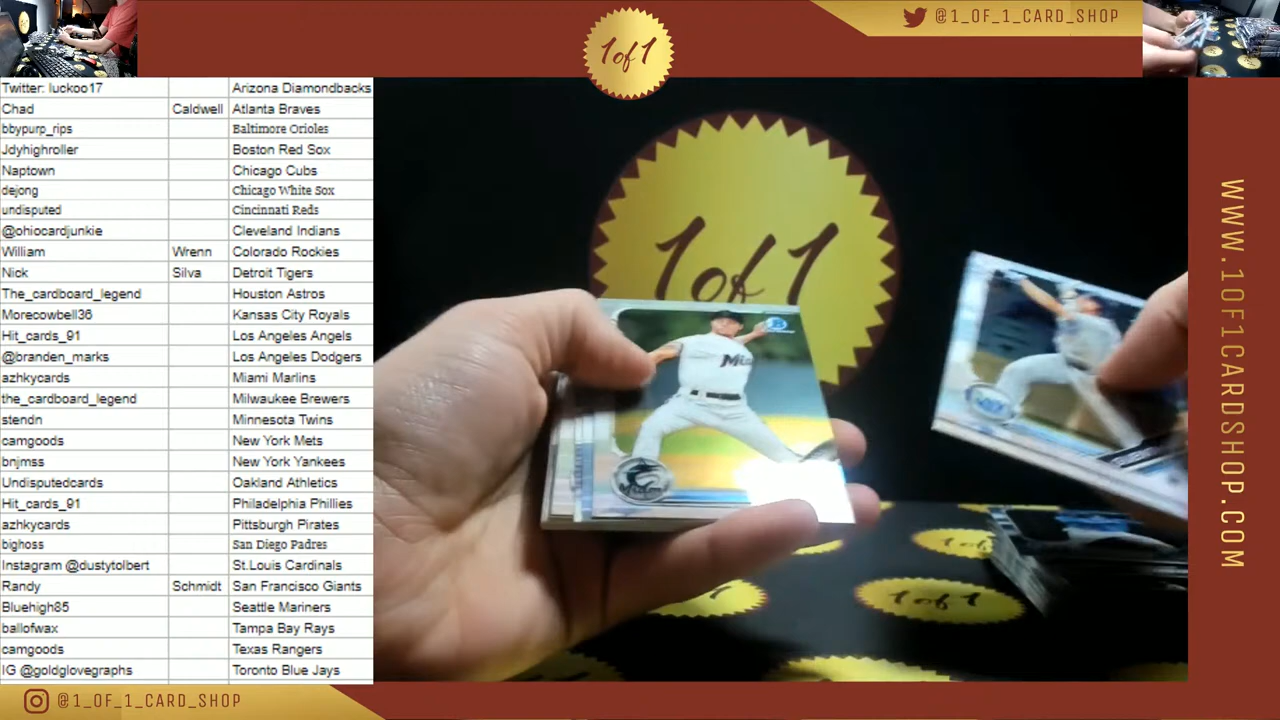 @1_OF_1_CARD_SHOP
1of1
Twitter: luckoo17 Arizona Diamondbacks
Chad Caldwell Atlanta Braves
bbypurp_rips Baltimore Orioles
Jdyhighroller Boston Red Sox
Naptown Chicago Cubs
dejong Chicago White Sox
undisputed Cincinnati Reds
@ohiocardjunkie Cleveland Indians
William Wrenn Colorado Rockies
Nick Silva Detroit Tigers
The_cardboard_legend Houston Astros
Morecowbell36 Kansas City Royals
Hit_cards_91 Los Angeles Angels
@branden_marks Los Angeles Dodgers
azhkycards Miami Marlins
the_cardboard_legend Milwaukee Brewers
stendn Minnesota Twins
camgoods New York Mets
bnjmss New York Yankees
Undisputedcards Oakland Athletics
Hit_cards_91 Philadelphia Phillies
azhkycards Pittsburgh Pirates
bighoss San Diego Padres
Instagram @dustytolbert St.Louis Cardinals
Randy Schmidt San Francisco Giants
Bluehigh85 Seattle Mariners
ballofwax Tampa Bay Rays
camgoods Texas Rangers
IG @goldglovegraphs Toronto Blue Jays
1of1
1of1
WWW.1OF1CARDSHOP.COM
@1_OF_1_CARD_SHOP